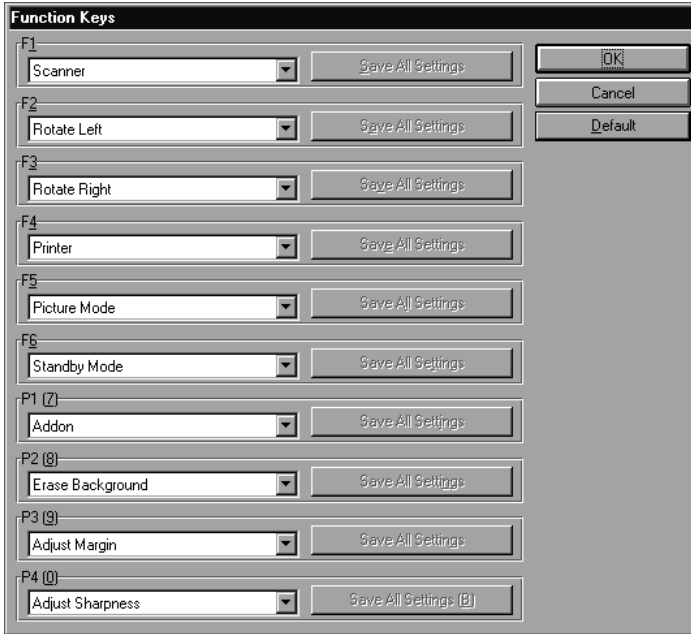 Function Keys
F1
Scanner
Save All Settings
OK
Cancel
Default
F2
Rotate Left
Save All Settings
F3
Rotate Right
Save All Settings
F4
Printer
Save All Settings
F5
Picture Mode
Save All Settings
F6
Standby Mode
Save All Settings
P1 (7)
Addon
Save All Settings
P2 (8)
Erase Background
Save All Settings
P3 (9)
Adjust Margin
Save All Settings
P4 (0)
Adjust Sharpness
Save All Settings (B)